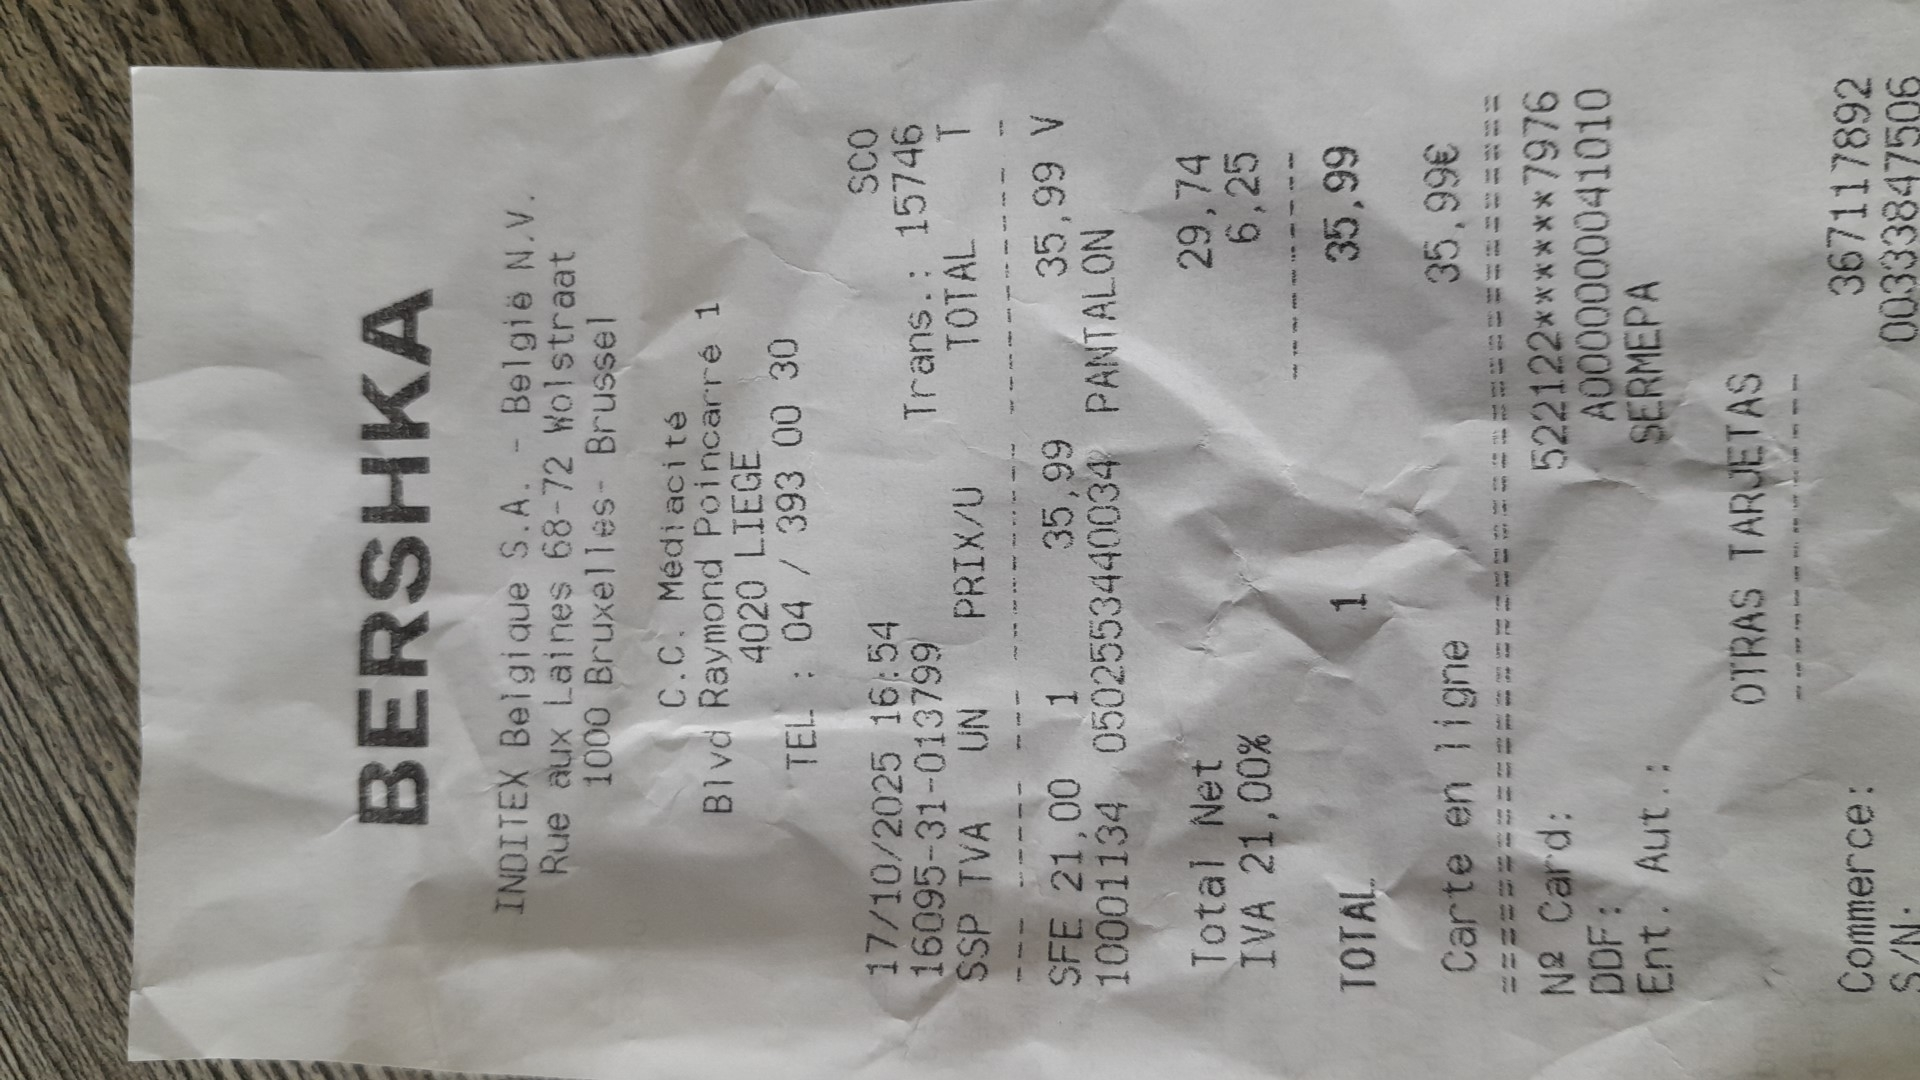 BERSHKA
INDITEX Belgique S.A. - België N.V.
Rue aux Laines 68-72 Wolstraat
1000 Bruxelles- Brussel
C.C. Médiacité
Blvd Raymond Poincarré 1
4020 LIEGE
TEL : 04 / 393 00 30
SCO
17/10/2025 16:54
16095-31-013799 Trans.: 15746
SSP TVA UN PRIX/U TOTAL T
SFE 21,00 1 35,99 35,99 V
10001134 05025534400034 PANTALON
Total Net 29,74
IVA 21,00% 6,25
TOTAL 1 35,99
Carte en ligne 35,99€
Nº Card: 522122******7976
DDF: A0000000041010
Ent. Aut.: SERMEPA
OTRAS TARJETAS
Commerce: 367117892
S/N: 0033847506